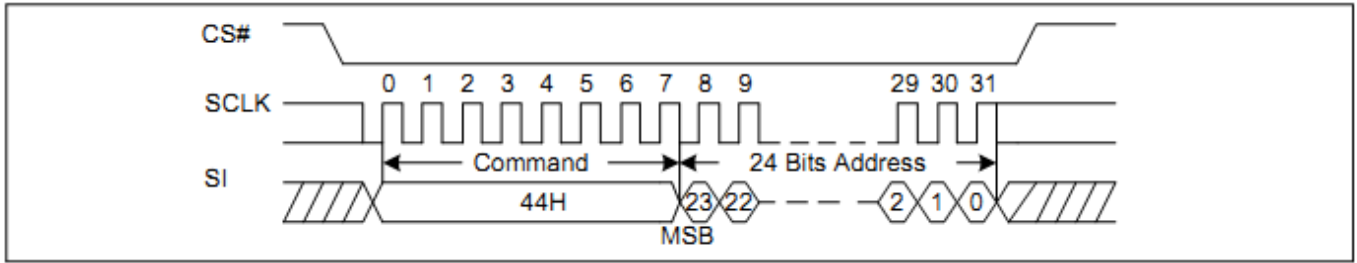 CS#
0 1 2 3 4 5 6 7 8 9 29 30 31
SCLK
Command 24 Bits Address
SI
44H 23 22 2 1 0
MSB